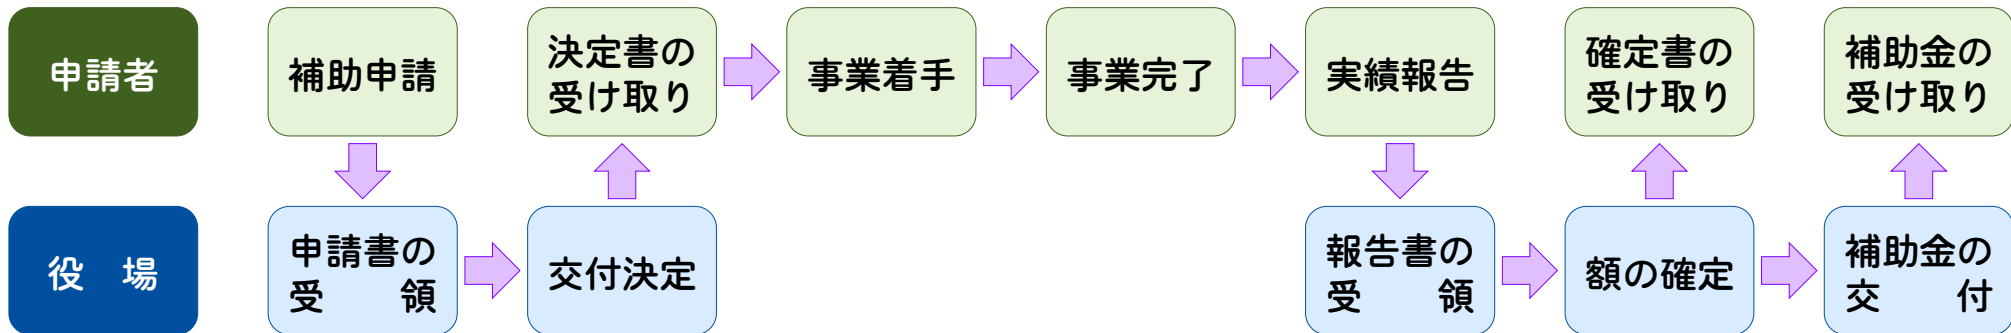 申請者
補助申請
決定書の
受け取り
事業着手
事業完了
実績報告
確定書の
受け取り
補助金の
受け取り
役　場
申請書の
受　　領
交付決定
報告書の
受　　領
額の確定
補助金の
交　　付